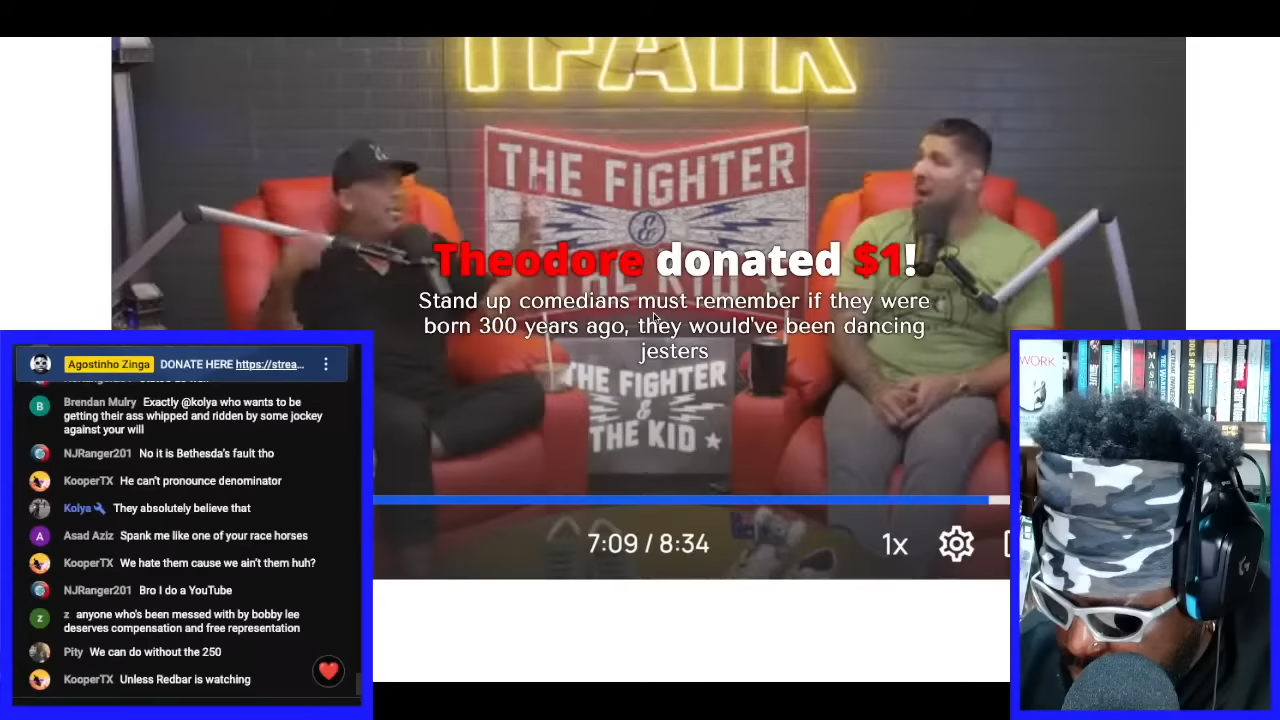 TFATK
THE FIGHTER
&
THE KID
Theodore donated $1!
Stand up comedians must remember if they were
born 300 years ago, they would've been dancing
jesters
THE FIGHTER
&
THE KID
7:09 / 8:34
1x
Agostinho Zinga DONATE HERE https://strea...
Brendan Mulry Exactly @kolya who wants to be
getting their ass whipped and ridden by some jockey
against your will
NJRanger201 No it is Bethesda's fault tho
KooperTX He can't pronounce denominator
Kolya They absolutely believe that
Asad Aziz Spank me like one of your race horses
KooperTX We hate them cause we ain't them huh?
NJRanger201 Bro I do a YouTube
z anyone who's been messed with by bobby lee
deserves compensation and free representation
Pity We can do without the 250
KooperTX Unless Redbar is watching
WORK
MAST